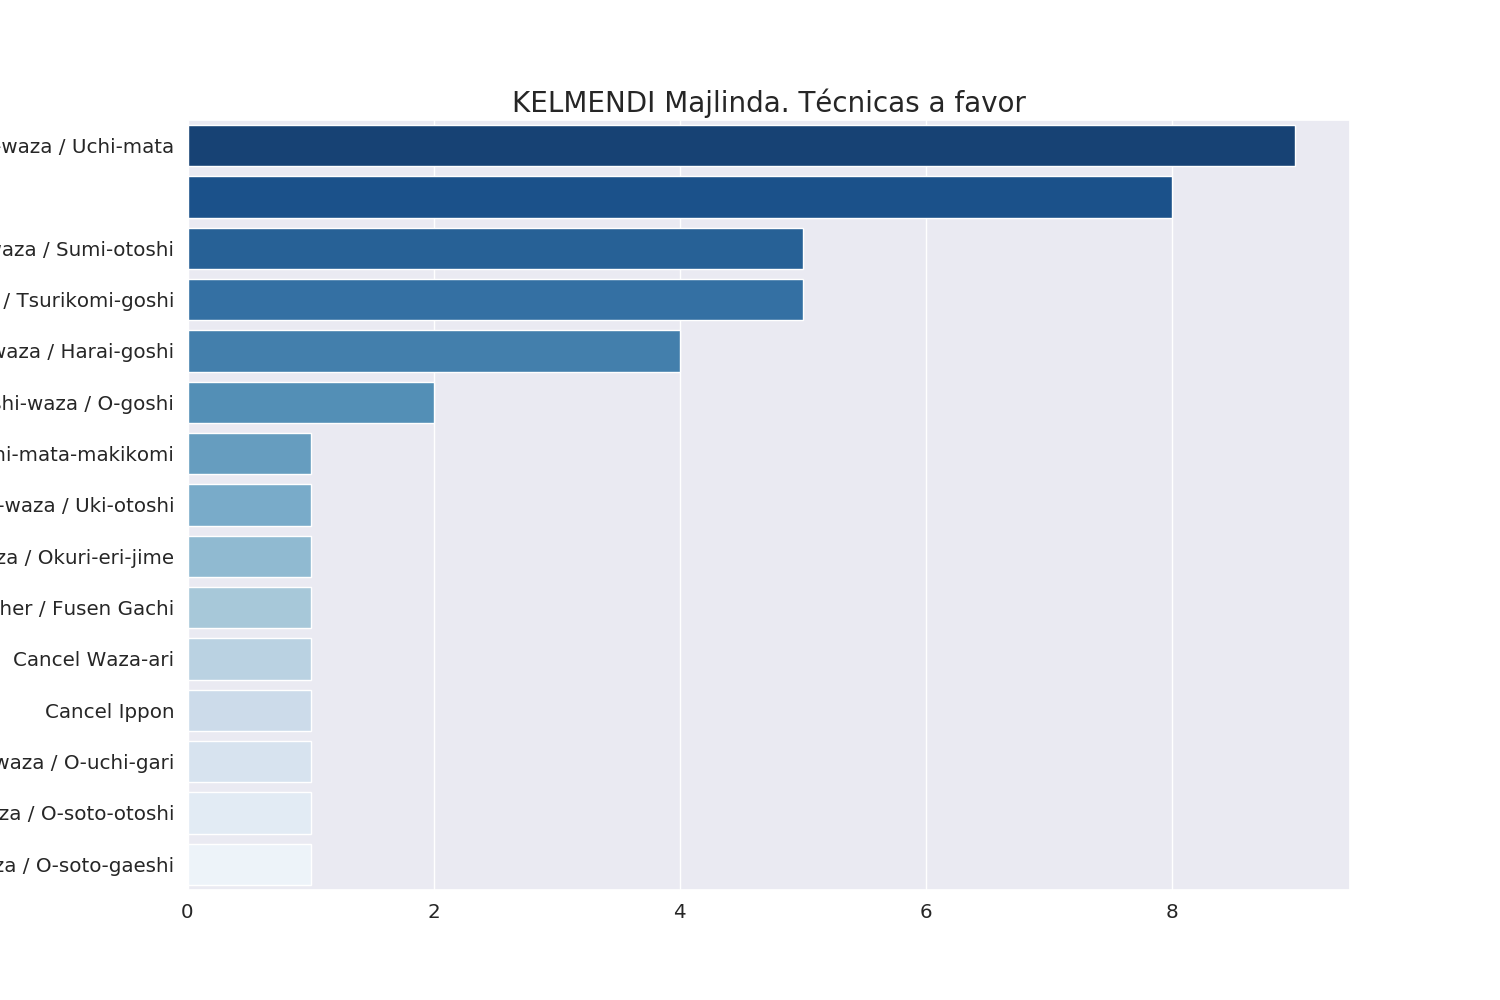 KELMENDI Majlinda. Técnicas a favor
-waza / Uchi-mata
waza / Sumi-otoshi
/ Tsurikomi-goshi
waza / Harai-goshi
shi-waza / O-goshi
hi-mata-makikomi
-waza / Uki-otoshi
za / Okuri-eri-jime
her / Fusen Gachi
Cancel Waza-ari
Cancel Ippon
waza / O-uchi-gari
za / O-soto-otoshi
za / O-soto-gaeshi
0 2 4 6 8